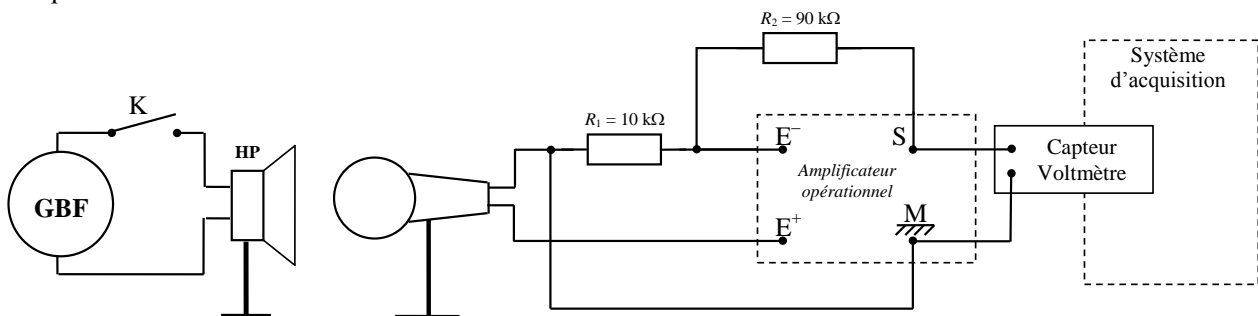 R₂ = 90 kΩ
Système
d'acquisition
K
R₁ = 10 kΩ
HP
E⁻
S
Capteur
Voltmètre
Amplificateur
opérationnel
GBF
M
E⁺